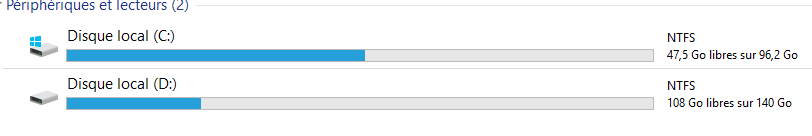 Périphériques et lecteurs (2)
Disque local (C:)
NTFS
47,5 Go libres sur 96,2 Go
Disque local (D:)
NTFS
108 Go libres sur 140 Go